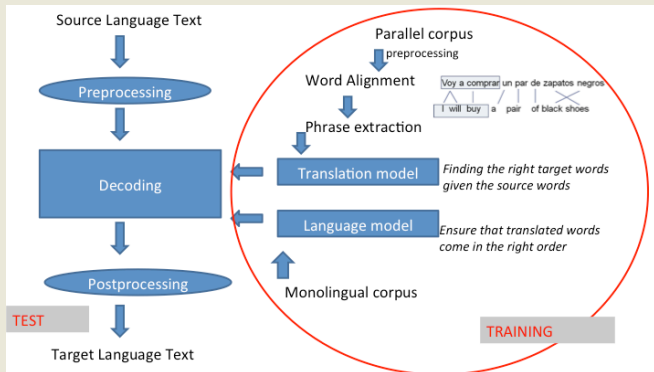 Source Language Text
Preprocessing
Decoding
Postprocessing
TEST
Target Language Text
Parallel corpus
preprocessing
Word Alignment
Voy a comprar un par de zapatos negros
I will buy a pair of black shoes
Phrase extraction
Translation model
Finding the right target words
given the source words
Language model
Ensure that translated words
come in the right order
Monolingual corpus
TRAINING